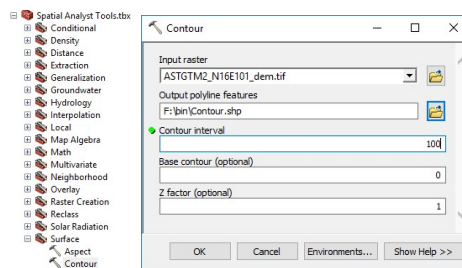 Spatial Analyst Tools.tbx
Conditional
Density
Distance
Extraction
Generalization
Groundwater
Hydrology
Interpolation
Local
Map Algebra
Math
Multivariate
Neighborhood
Overlay
Raster Creation
Reclass
Solar Radiation
Surface
Aspect
Contour
Contour
Input raster
ASTGTM2_N16E101_dem.tif
Output polyline features
F:\bin\Contour.shp
Contour interval
100
Base contour (optional)
0
Z factor (optional)
1
OK Cancel Environments... Show Help >>